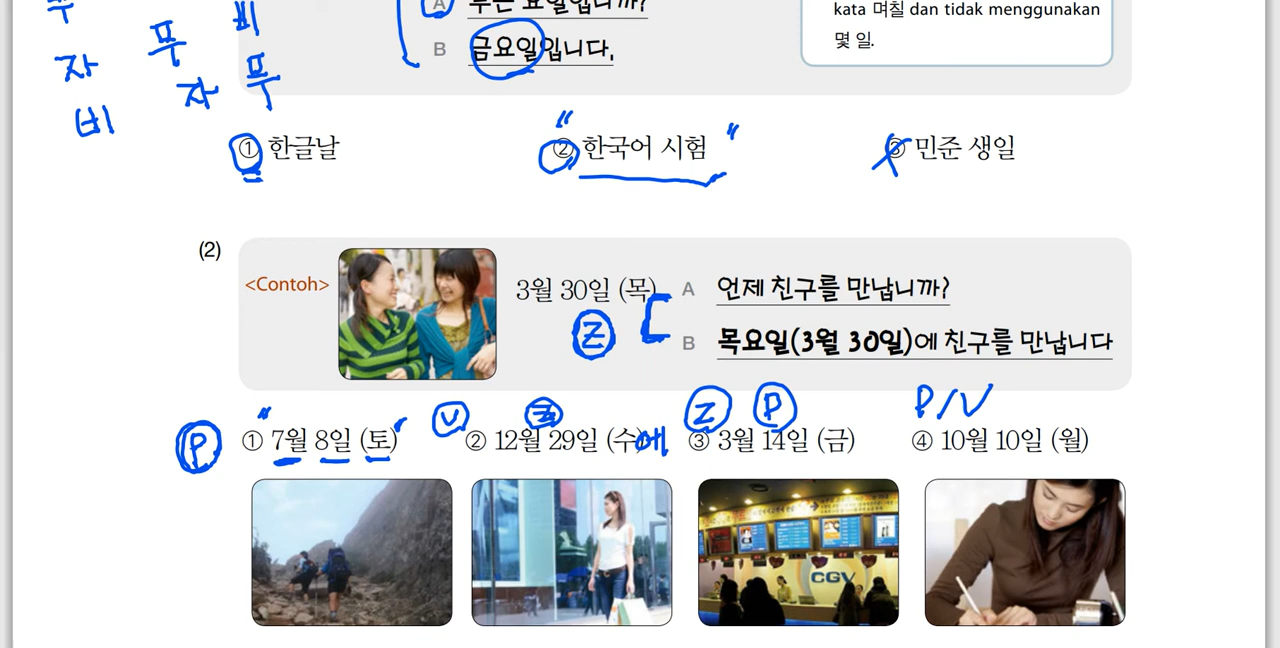 비
푸
자
자 푸
비
A 무슨 요일입니까?
B 금요일입니다.
kata 며칠 dan tidak menggunakan
몇 일.
① 한글날 ② 한국어 시험 ③ 민준 생일
(2)
<Contoh> 3월 30일 (목) A 언제 친구를 만납니까?
Z B 목요일(3월 30일)에 친구를 만납니다
V Z P P/V
P ① 7월 8일 (토) ② 12월 29일 (수)에 ③ 3월 14일 (금) ④ 10월 10일 (월)
CGV